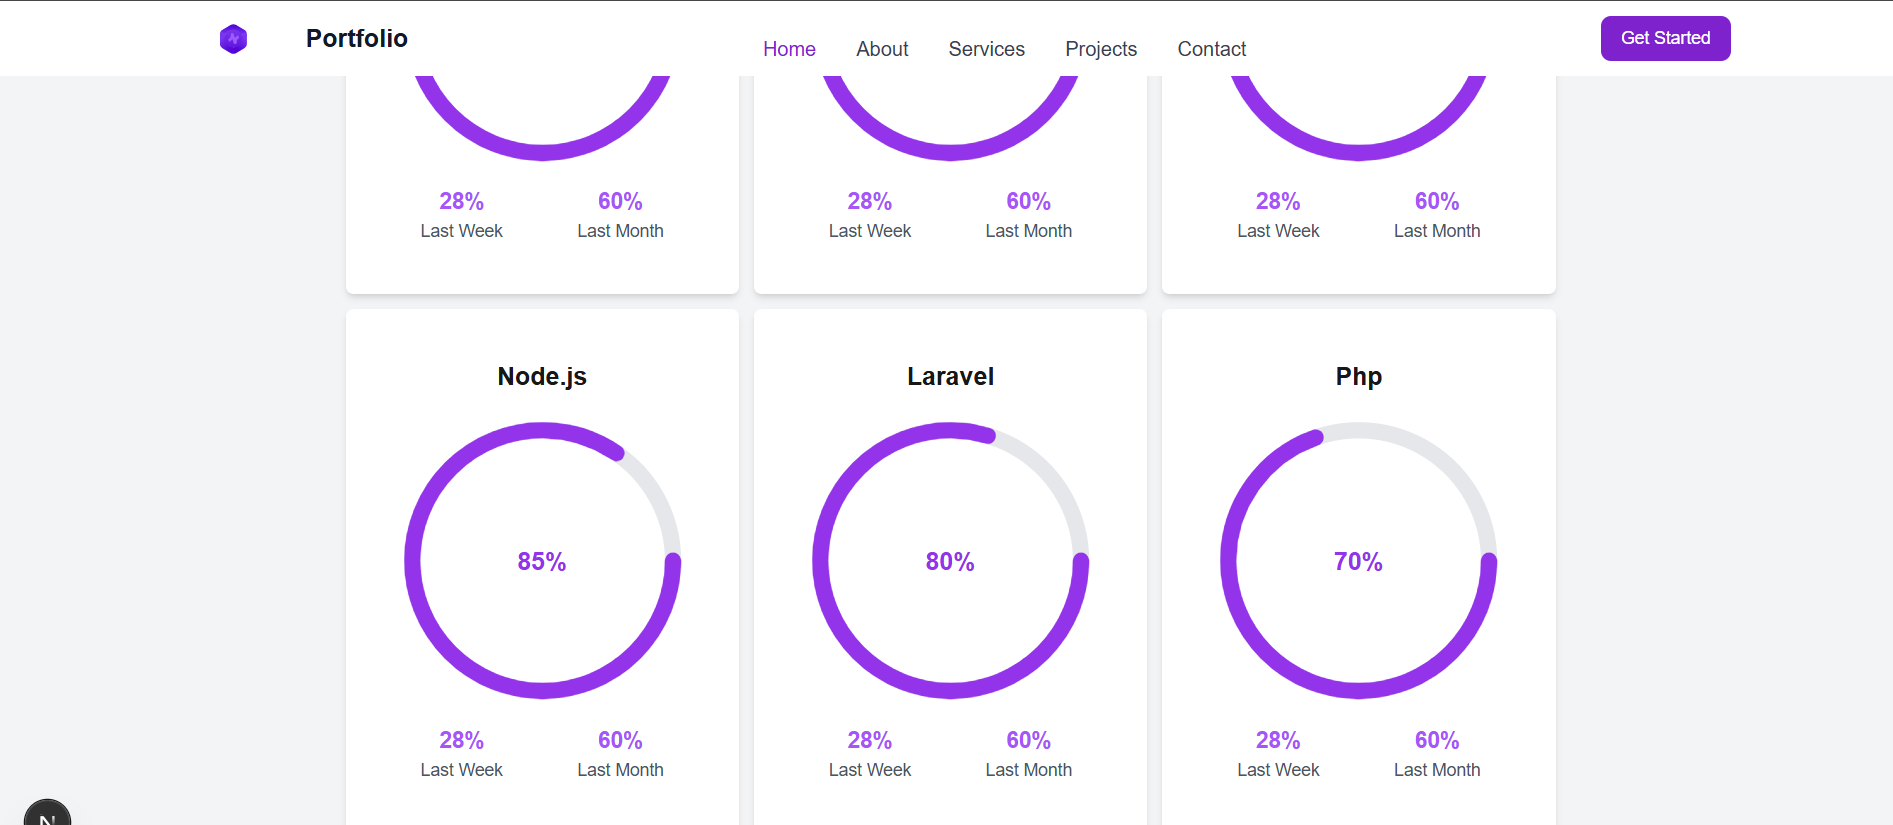 Portfolio
Home About Services Projects Contact
Get Started
28% 60%
Last Week Last Month
28% 60%
Last Week Last Month
28% 60%
Last Week Last Month
Node.js
85%
28% 60%
Last Week Last Month
Laravel
80%
28% 60%
Last Week Last Month
Php
70%
28% 60%
Last Week Last Month
N